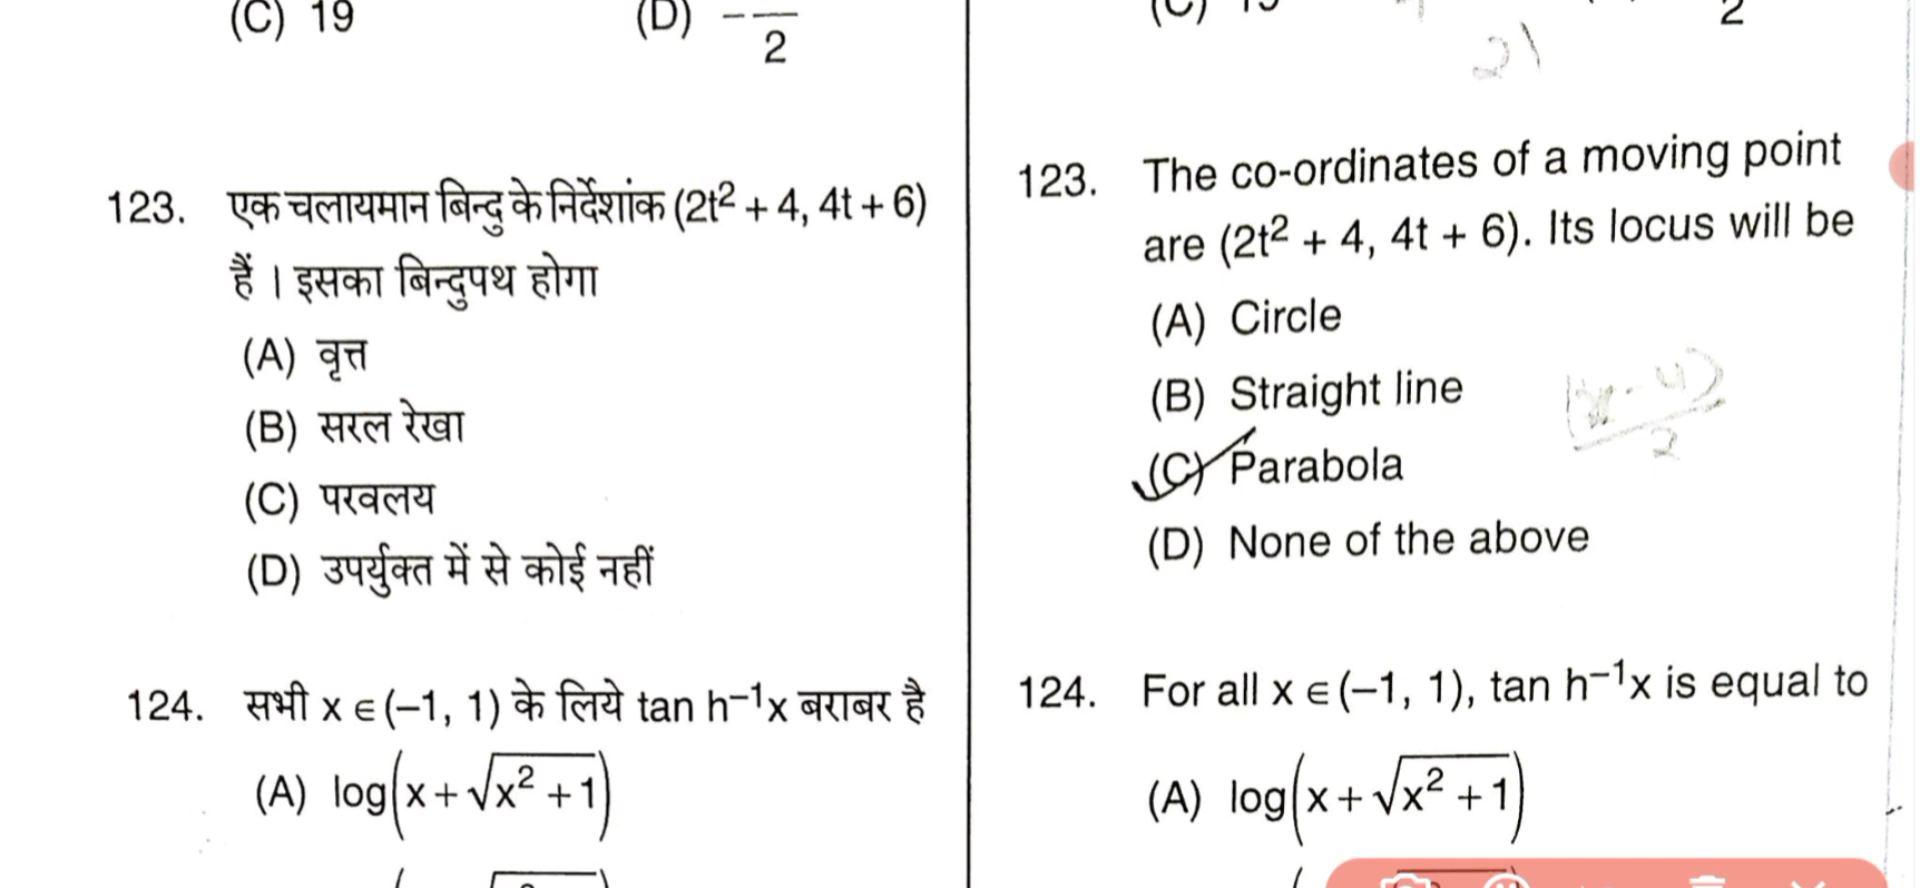 (C) 19 (D) -
2
123. एक चलायमान बिन्दु के निर्देशांक (2t² + 4, 4t + 6)
हैं । इसका बिन्दुपथ होगा
(A) वृत्त
(B) सरल रेखा
(C) परवलय
(D) उपर्युक्त में से कोई नहीं
124. सभी x ∈ (–1, 1) के लिये tan h⁻¹x बराबर है
(A) log(x + √(x² + 1))
2
21
123. The co-ordinates of a moving point
are (2t² + 4, 4t + 6). Its locus will be
(A) Circle
(B) Straight line
(C) Parabola
(D) None of the above
124. For all x ∈ (–1, 1), tan h⁻¹x is equal to
(A) log(x + √(x² + 1))